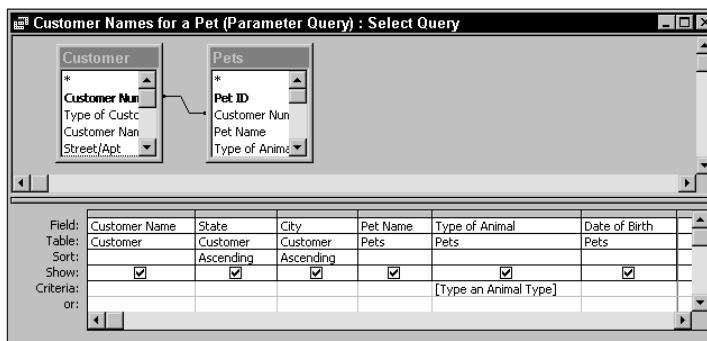 Customer Names for a Pet (Parameter Query) : Select Query
Customer
*
Customer Num
Type of Custc
Customer Nan
Street/Apt
Pets
*
Pet ID
Customer Nun
Pet Name
Type of Anima
Field: Customer Name State City Pet Name Type of Animal Date of Birth
Table: Customer Customer Customer Pets Pets Pets
Sort: Ascending Ascending
Show:
Criteria: [Type an Animal Type]
or: